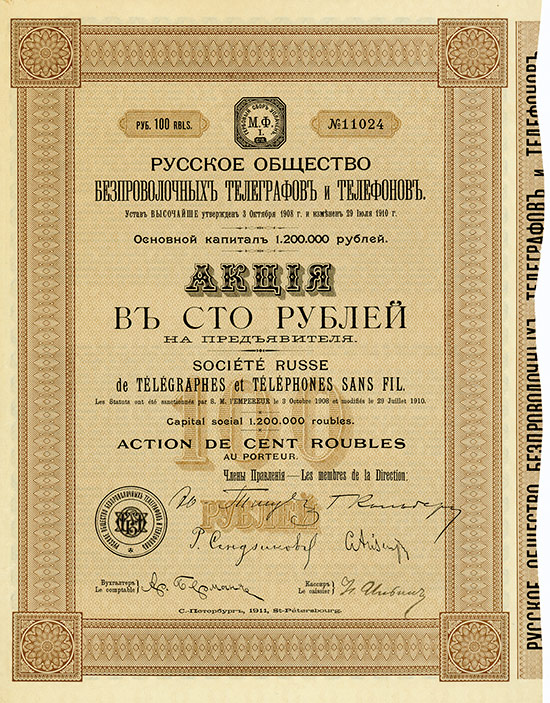 РУБ. 100 RBLS.
М.Ф.
№11024
РУССКОЕ ОБЩЕСТВО
БЕЗПРОВОЛОЧНЫХЪ ТЕЛЕГРАФОВЪ и ТЕЛЕФОНОВЪ.
Уставъ ВЫСОЧАЙШЕ утвержденъ 3 Октября 1908 г. и измѣненъ 29 Іюля 1910 г.
Основной капиталъ 1.200.000 рублей.
АКЦІЯ
ВЪ СТО РУБЛЕЙ
НА ПРЕДЪЯВИТЕЛЯ.
SOCIÉTÉ RUSSE
de TÉLÉGRAPHES et TÉLÉPHONES SANS FIL.
Les Statuts ont été sanctionnés par S. M. l'EMPEREUR le 3 Octobre 1908 et modifiés le 29 Juillet 1910.
100
Capital social 1.200.000 roubles.
ACTION DE CENT ROUBLES
AU PORTEUR.
Члены Правленія — Les membres de la Direction:
РУБЛЕЙ
Бухгалтеръ
Le comptable
Кассиръ
Le caissier
С.-Петербургъ, 1911, St-Pétersbourg.
РУССКОЕ ОБЩЕСТВО БЕЗПРОВОЛОЧНЫХЪ ТЕЛЕГРАФОВЪ и ТЕЛЕФОНОВЪ